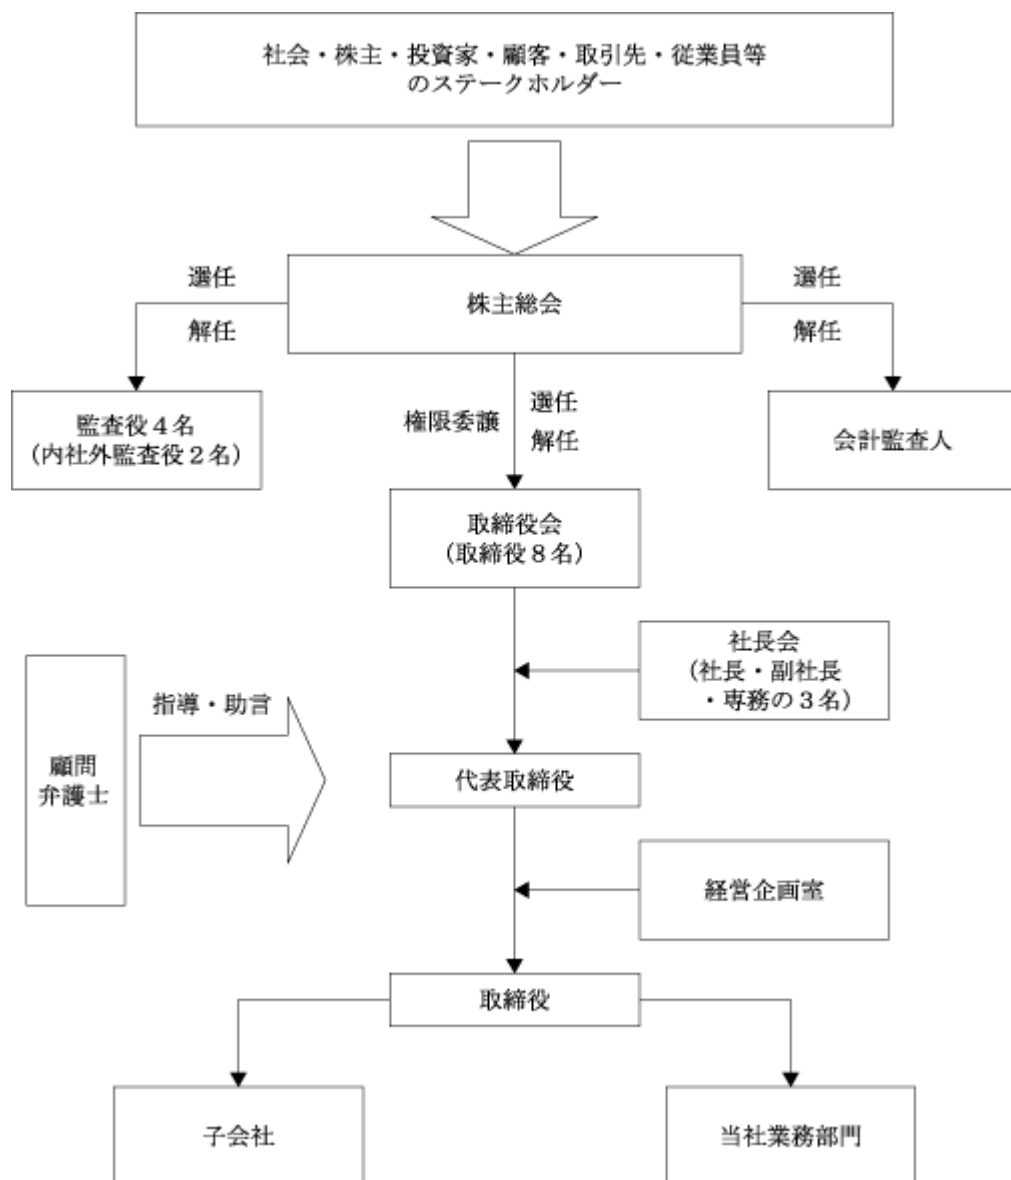 社会・株主・投資家・顧客・取引先・従業員等
のステークホルダー
選任
解任
株主総会
選任
解任
監査役４名
（内社外監査役２名）
権限委譲
選任
解任
会計監査人
取締役会
（取締役８名）
社長会
（社長・副社長
・専務の３名）
指導・助言
顧問
弁護士
代表取締役
経営企画室
取締役
子会社
当社業務部門